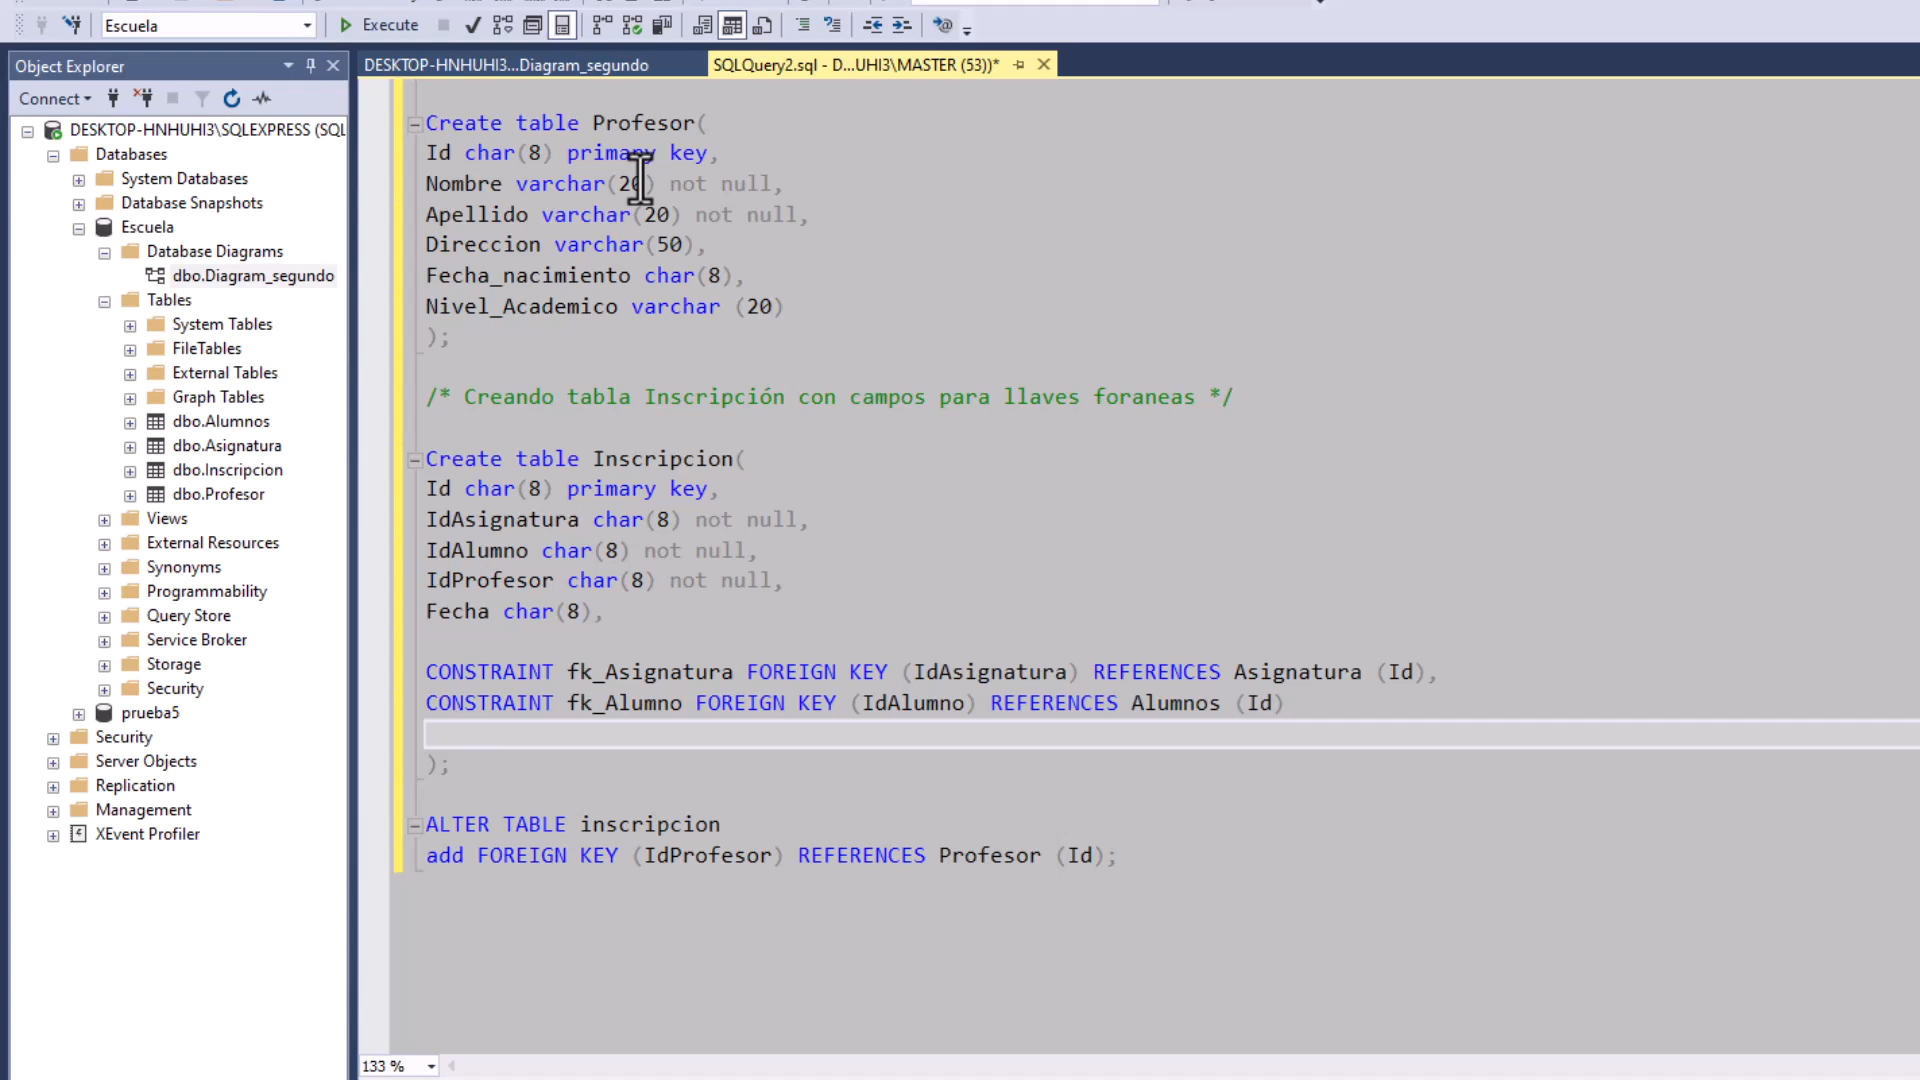 Escuela
Execute
Object Explorer
Connect
DESKTOP-HNHUHI3\SQLEXPRESS (SQL
Databases
System Databases
Database Snapshots
Escuela
Database Diagrams
dbo.Diagram_segundo
Tables
System Tables
FileTables
External Tables
Graph Tables
dbo.Alumnos
dbo.Asignatura
dbo.Inscripcion
dbo.Profesor
Views
External Resources
Synonyms
Programmability
Query Store
Service Broker
Storage
Security
prueba5
Security
Server Objects
Replication
Management
XEvent Profiler
DESKTOP-HNHUHI3...Diagram_segundo
SQLQuery2.sql - D...UHI3\MASTER (53))*
Create table Profesor(
Id char(8) primary key,
Nombre varchar(20) not null,
Apellido varchar(20) not null,
Direccion varchar(50),
Fecha_nacimiento char(8),
Nivel_Academico varchar (20)
);
/* Creando tabla Inscripción con campos para llaves foraneas */
Create table Inscripcion(
Id char(8) primary key,
IdAsignatura char(8) not null,
IdAlumno char(8) not null,
IdProfesor char(8) not null,
Fecha char(8),
CONSTRAINT fk_Asignatura FOREIGN KEY (IdAsignatura) REFERENCES Asignatura (Id),
CONSTRAINT fk_Alumno FOREIGN KEY (IdAlumno) REFERENCES Alumnos (Id)
);
ALTER TABLE inscripcion
add FOREIGN KEY (IdProfesor) REFERENCES Profesor (Id);
133 %